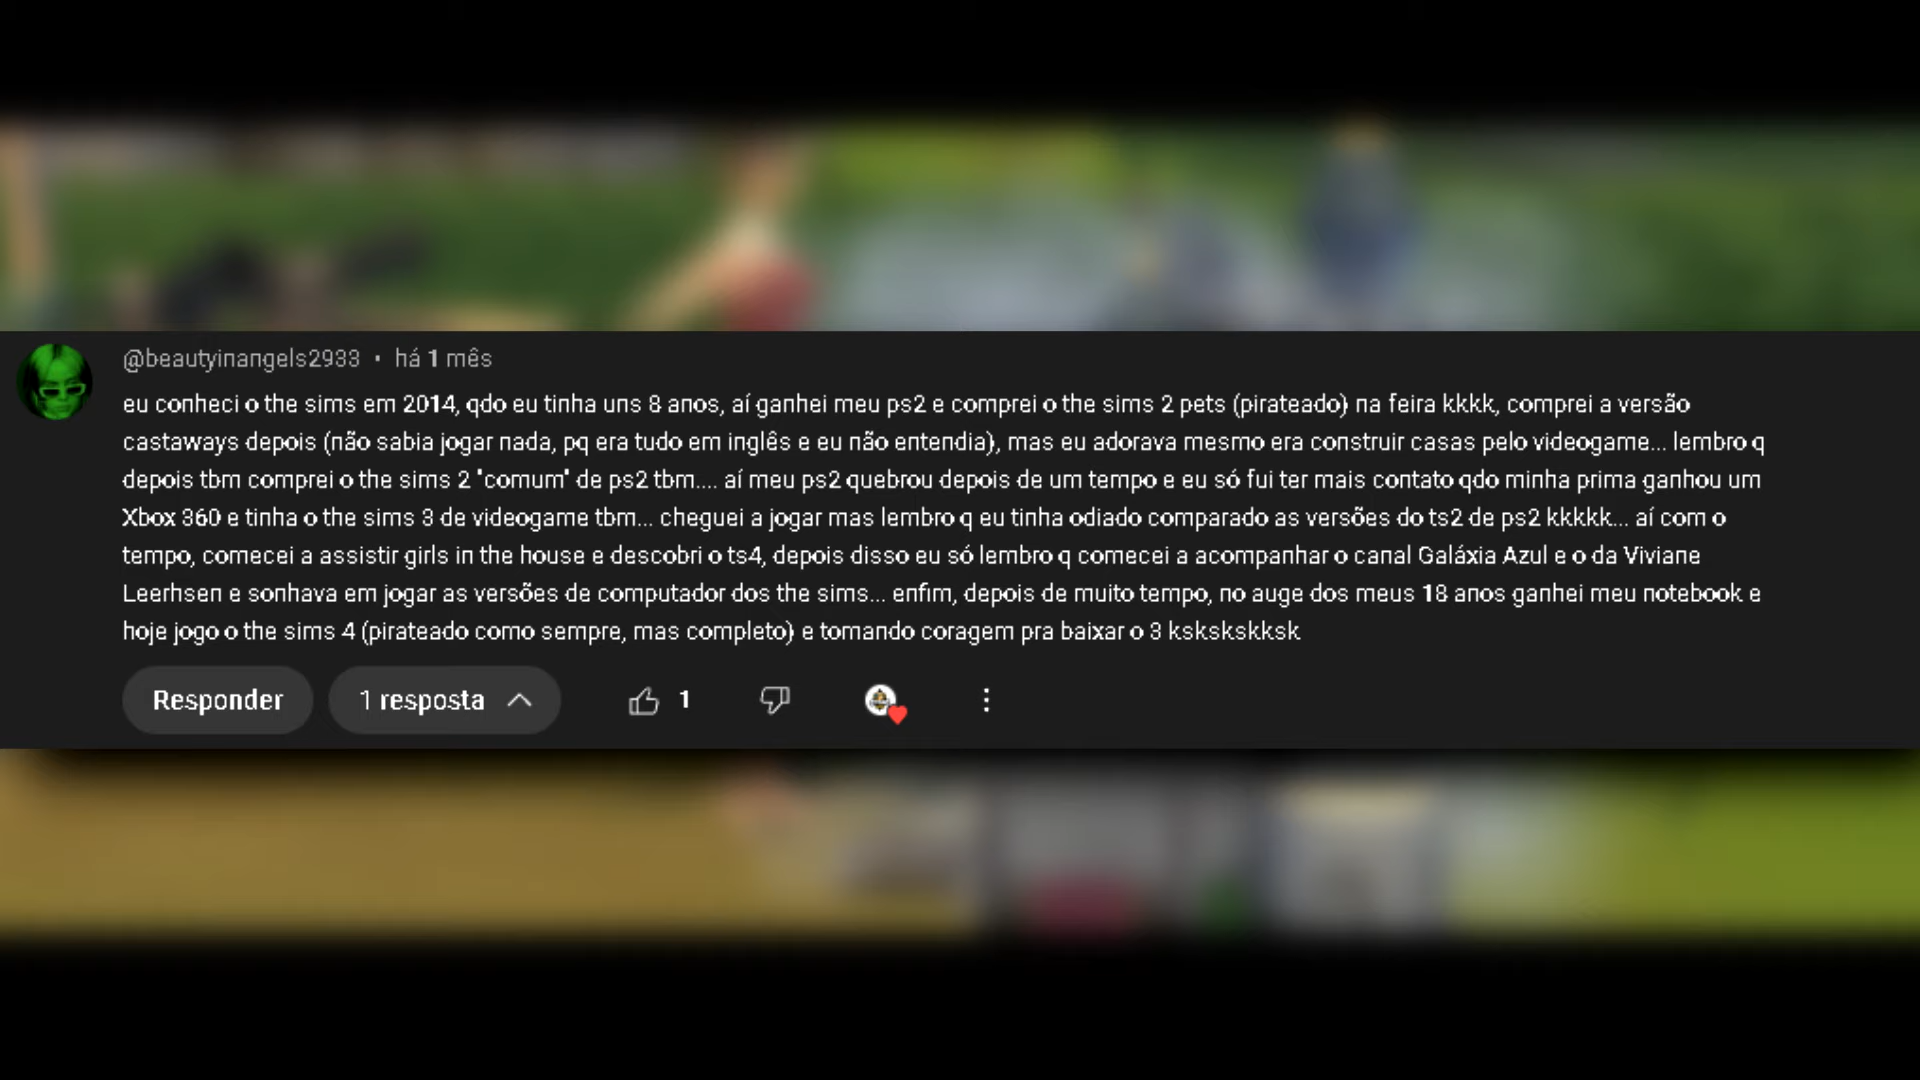 @beautyinangels2933 • há 1 mês
eu conheci o the sims em 2014, qdo eu tinha uns 8 anos, aí ganhei meu ps2 e comprei o the sims 2 pets (pirateado) na feira kkkk, comprei a versão
castaways depois (não sabia jogar nada, pq era tudo em inglês e eu não entendia), mas eu adorava mesmo era construir casas pelo videogame... lembro q
depois tbm comprei o the sims 2 "comum" de ps2 tbm.... aí meu ps2 quebrou depois de um tempo e eu só fui ter mais contato qdo minha prima ganhou um
Xbox 360 e tinha o the sims 3 de videogame tbm... cheguei a jogar mas lembro q eu tinha odiado comparado as versões do ts2 de ps2 kkkkk... aí com o
tempo, comecei a assistir girls in the house e descobri o ts4, depois disso eu só lembro q comecei a acompanhar o canal Galáxia Azul e o da Viviane
Leerhsen e sonhava em jogar as versões de computador dos the sims... enfim, depois de muito tempo, no auge dos meus 18 anos ganhei meu notebook e
hoje jogo o the sims 4 (pirateado como sempre, mas completo) e tomando coragem pra baixar o 3 ksksksksk
Responder
1 resposta
1